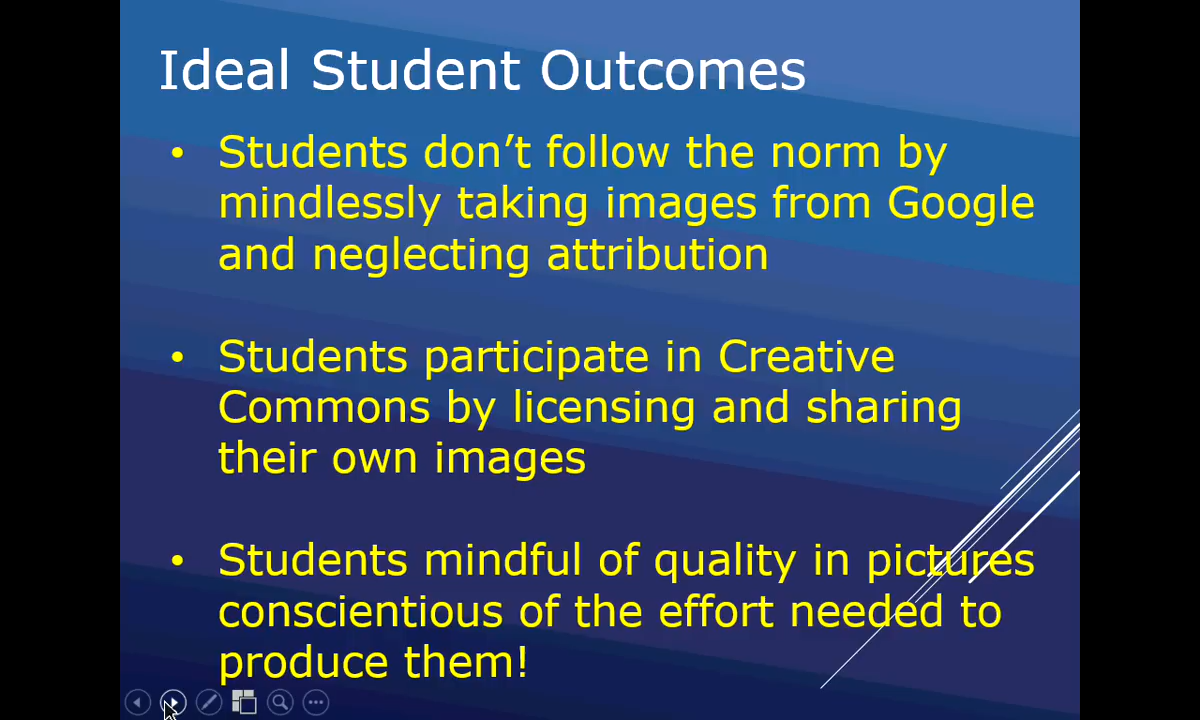 Ideal Student Outcomes
• Students don’t follow the norm by
mindlessly taking images from Google
and neglecting attribution
• Students participate in Creative
Commons by licensing and sharing
their own images
• Students mindful of quality in pictures
conscientious of the effort needed to
produce them!